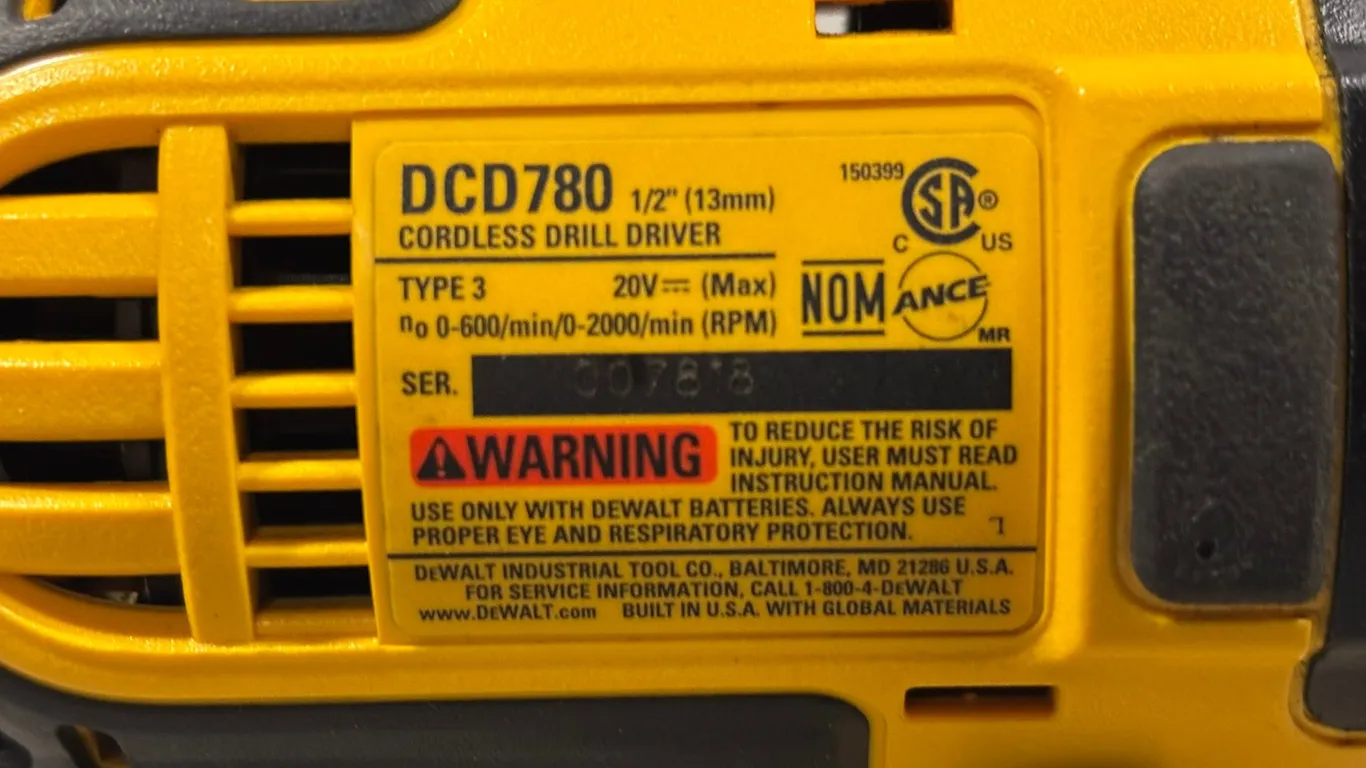 DCD780 1/2" (13mm)
CORDLESS DRILL DRIVER
150399 CSA®
C US
TYPE 3 20V⎓ (Max)
no 0-600/min/0-2000/min (RPM)
NOM ANCE
MR
SER.
⚠WARNING
TO REDUCE THE RISK OF
INJURY, USER MUST READ
INSTRUCTION MANUAL.
USE ONLY WITH DEWALT BATTERIES. ALWAYS USE
PROPER EYE AND RESPIRATORY PROTECTION.
DEWALT INDUSTRIAL TOOL CO., BALTIMORE, MD 21286 U.S.A.
FOR SERVICE INFORMATION, CALL 1-800-4-DEWALT
www.DEWALT.com BUILT IN U.S.A. WITH GLOBAL MATERIALS